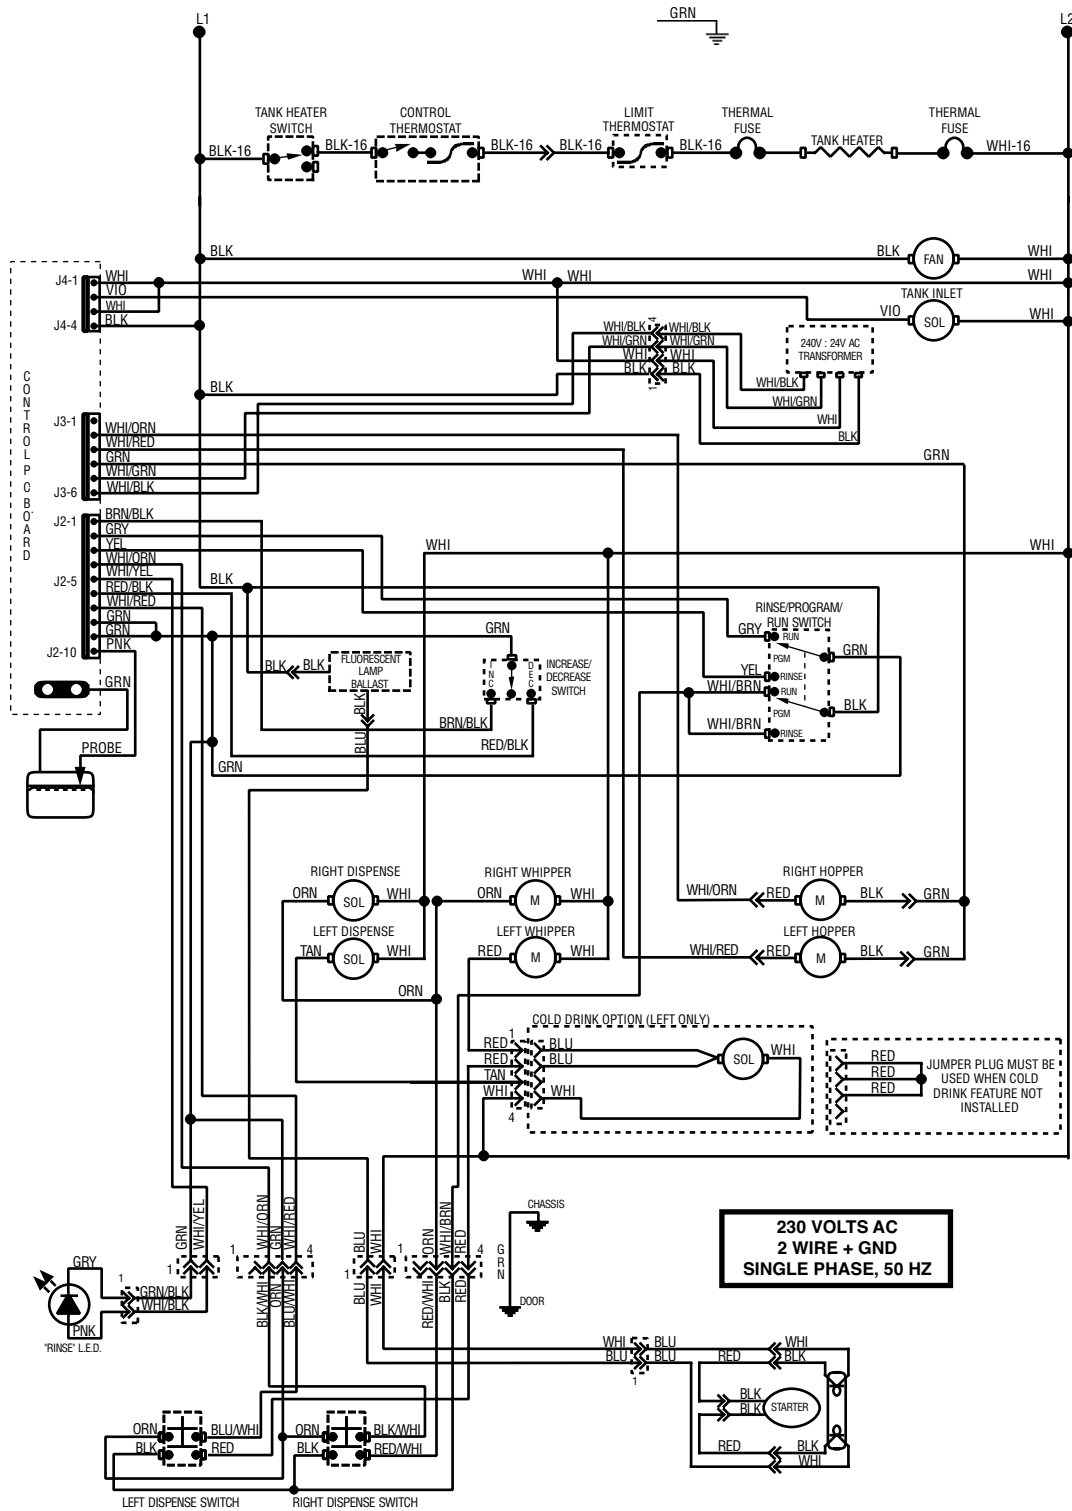 L1
GRN
L2
TANK HEATER
SWITCH
CONTROL
THERMOSTAT
LIMIT
THERMOSTAT
THERMAL
FUSE
TANK HEATER
THERMAL
FUSE
BLK-16
BLK-16
BLK-16
BLK-16
BLK-16
WHI-16
BLK
BLK
FAN
WHI
J4-1
WHI
WHI
WHI
WHI
VIO
TANK INLET
WHI
VIO
SOL
WHI
J4-4
BLK
WHI/BLK
4
WHI/BLK
WHI/GRN
WHI/GRN
WHI
WHI
BLK
BLK
1
240V : 24V AC
TRANSFORMER
WHI/BLK
WHI/GRN
WHI
BLK
CONTROL PC BOARD
BLK
J3-1
WHI/ORN
WHI/RED
GRN
GRN
WHI/GRN
J3-6
WHI/BLK
J2-1
BRN/BLK
GRY
YEL
WHI/ORN
WHI/YEL
J2-5
RED/BLK
WHI/RED
GRN
GRN
J2-10
PNK
WHI
WHI
BLK
RINSE/PROGRAM/
RUN SWITCH
GRY
RUN
PGM
GRN
YEL
RINSE
WHI/BRN
RUN
PGM
BLK
WHI/BRN
RINSE
GRN
INC
DEC
INCREASE/
DECREASE
SWITCH
BLK
BLK
FLUORESCENT
LAMP
BALLAST
BLK
BLU
BRN/BLK
RED/BLK
GRN
PROBE
GRN
RIGHT DISPENSE
ORN
SOL
WHI
RIGHT WHIPPER
ORN
M
WHI
RIGHT HOPPER
WHI/ORN
RED
M
BLK
GRN
LEFT DISPENSE
TAN
SOL
WHI
LEFT WHIPPER
RED
M
WHI
LEFT HOPPER
WHI/RED
RED
M
BLK
GRN
ORN
COLD DRINK OPTION (LEFT ONLY)
1
RED
BLU
RED
BLU
TAN
WHI
WHI
4
SOL
WHI
RED
RED
RED
JUMPER PLUG MUST BE
USED WHEN COLD
DRINK FEATURE NOT
INSTALLED
GRN
WHI/YEL
1
WHI/ORN
GRN
WHI/RED
4
BLU
WHI
1
1
ORN
WHI/BRN
RED
4
GRN
CHASSIS
DOOR
BLK/WHI
ORN
BLU/WHI
BLU
WHI
RED/WHI
BLK
RED
230 VOLTS AC
2 WIRE + GND
SINGLE PHASE, 50 HZ
GRY
1
GRN/BLK
WHI/BLK
PNK
"RINSE" L.E.D.
WHI
BLU
BLU
BLU
1
WHI
RED
BLK
BLK
BLK
STARTER
RED
BLK
WHI
ORN
BLU/WHI
BLK
RED
ORN
BLK/WHI
BLK
RED/WHI
LEFT DISPENSE SWITCH
RIGHT DISPENSE SWITCH